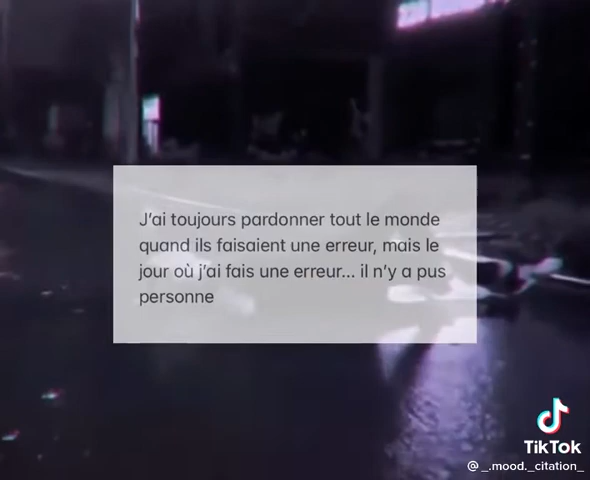 J'ai toujours pardonner tout le monde
quand ils faisaient une erreur, mais le
jour où j'ai fais une erreur... il n'y a pus
personne
TikTok
@ _.mood._citation_